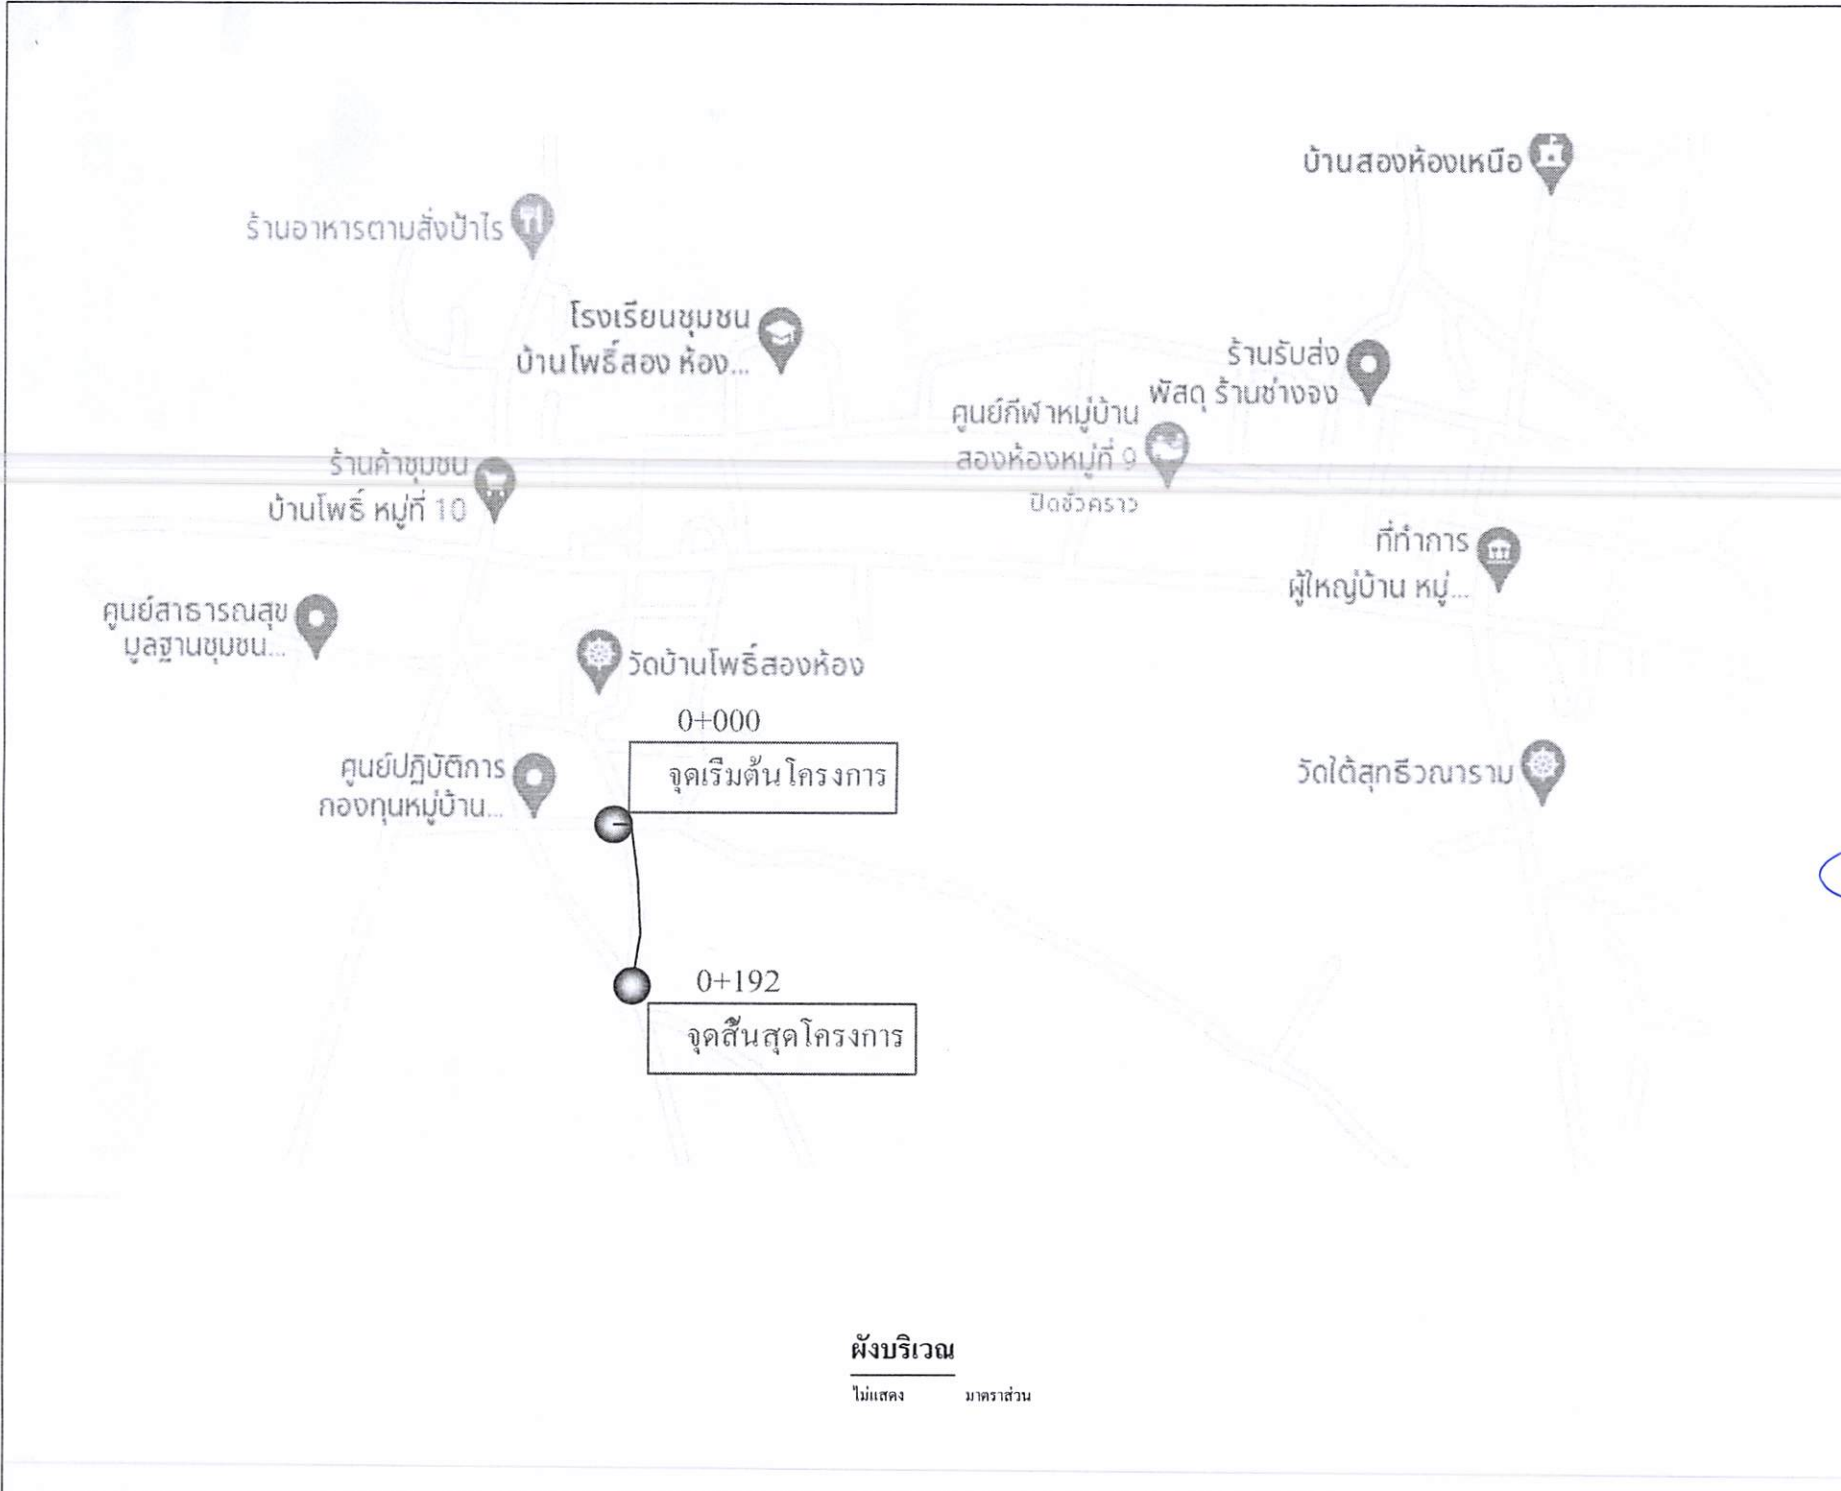 บ้านสองห้องเหนือ
ร้านอาหารตามสั่งป้าไร
โรงเรียนชุมชน
บ้านโพธิ์สอง ห้อง...
ร้านรับส่ง
พัสดุ ร้านช่างจง
ศูนย์กีฬาหมู่บ้าน
สองห้องหมู่ที่ 9
ปิดชั่วคราว
ร้านค้าชุมชน
บ้านโพธิ์ หมู่ที่ 10
ที่ทำการ
ผู้ใหญ่บ้าน หมู่...
ศูนย์สาธารณสุข
มูลฐานชุมชน...
วัดบ้านโพธิ์สองห้อง
0+000
จุดเริ่มต้นโครงการ
ศูนย์ปฏิบัติการ
กองทุนหมู่บ้าน...
วัดใต้สุทธีวณาราม
0+192
จุดสิ้นสุดโครงการ
ผังบริเวณ
ไม่แสดง มาตราส่วน